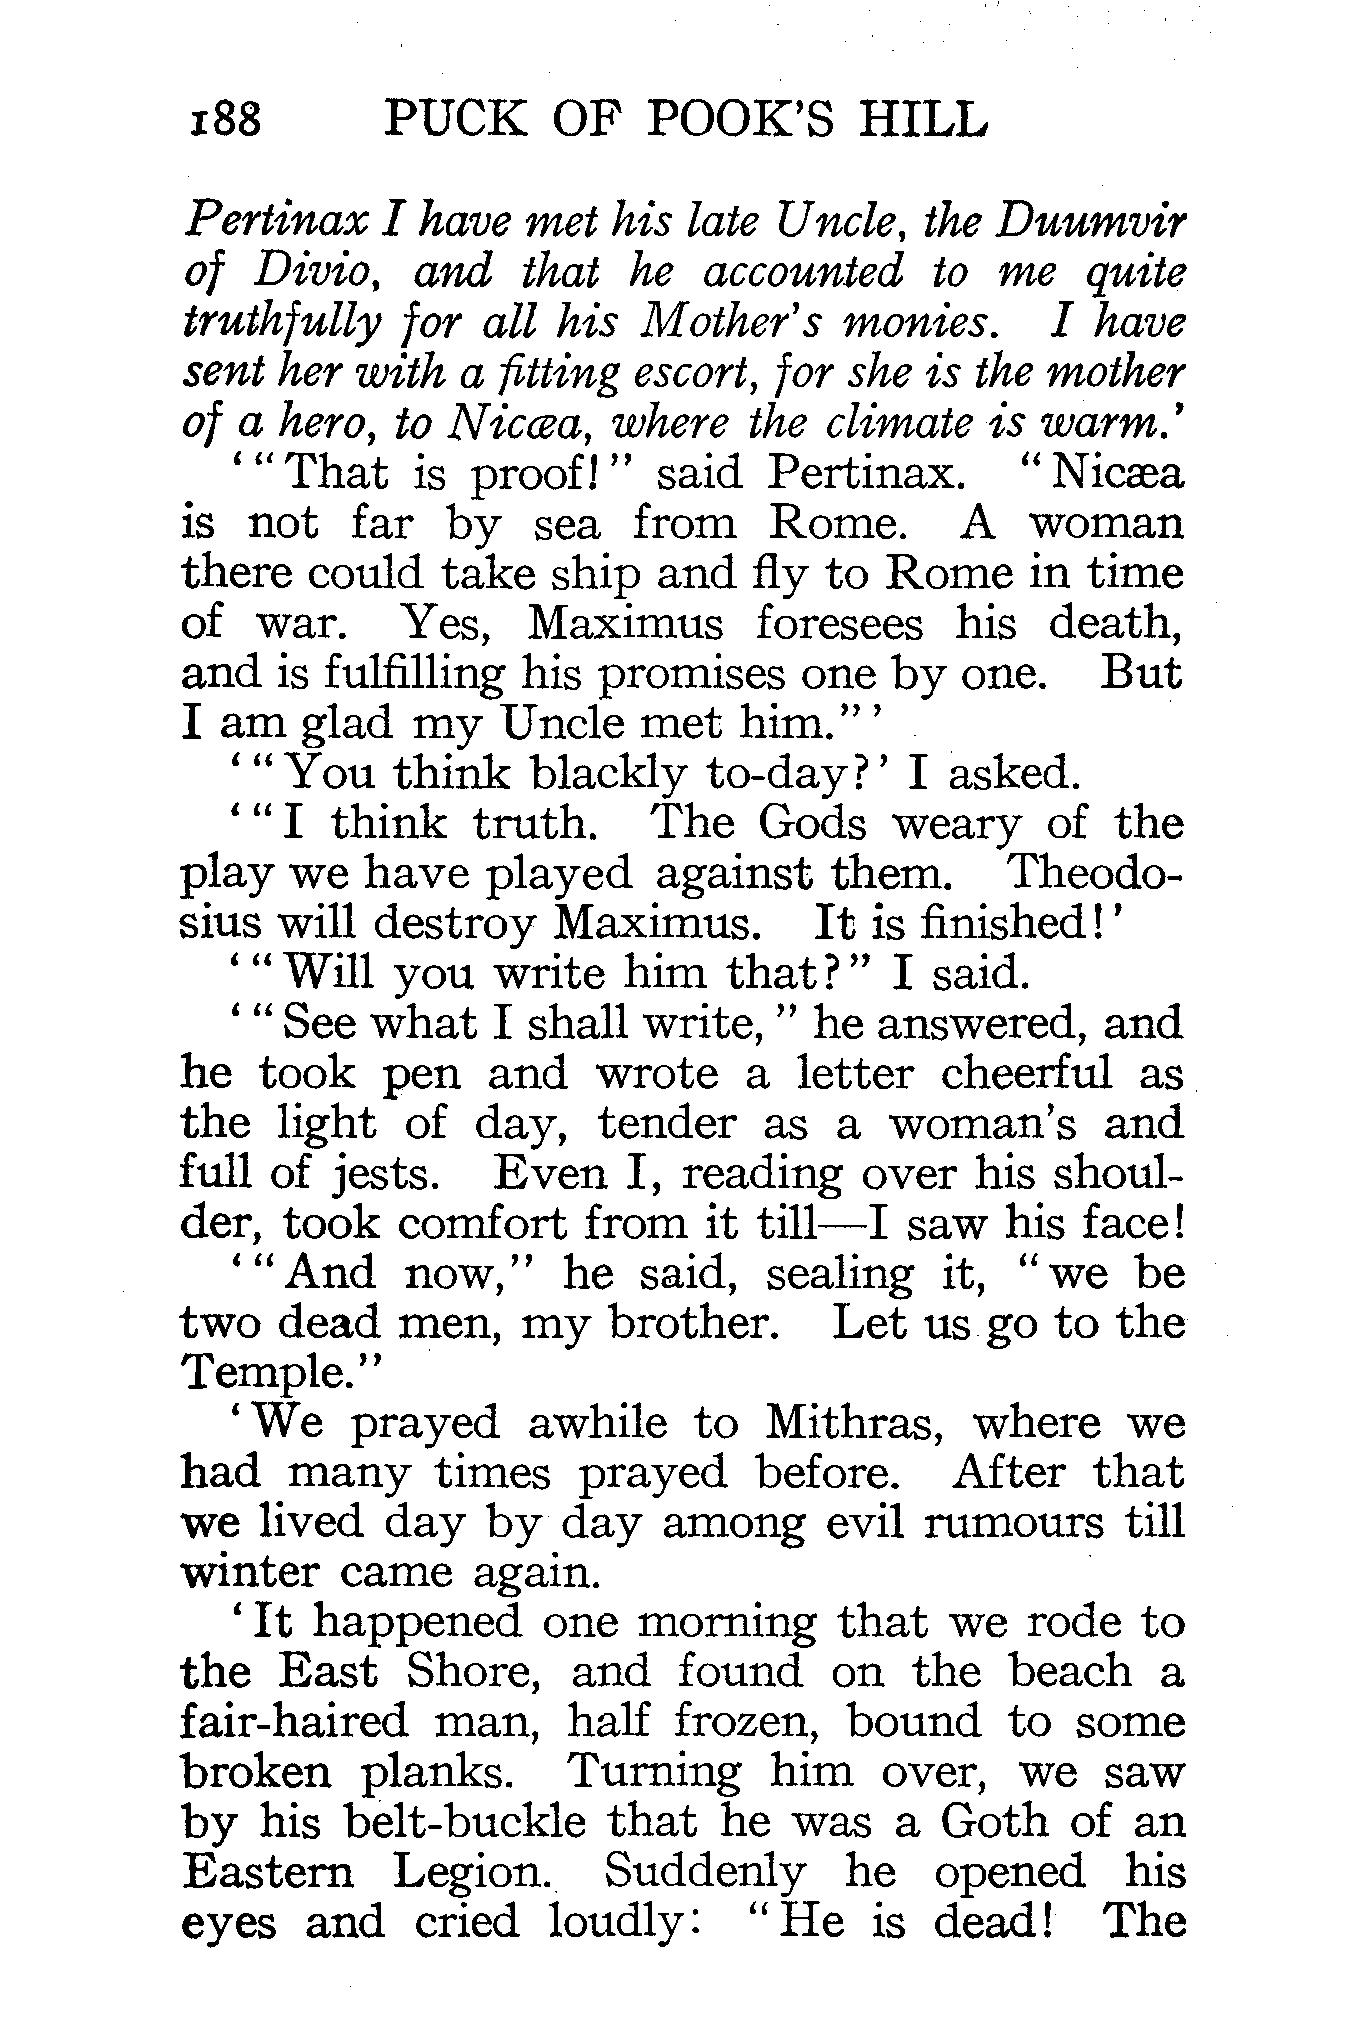 188 PUCK OF POOK'S HILL
Pertinax I have met his late Uncle, the Duumvir
of Divio, and that he accounted to me quite
truthfully for all his Mother's monies. I have
sent her with a fitting escort, for she is the mother
of a hero, to Nicæa, where the climate is warm.'
'"That is proof!" said Pertinax. "Nicæa
is not far by sea from Rome. A woman
there could take ship and fly to Rome in time
of war. Yes, Maximus foresees his death,
and is fulfilling his promises one by one. But
I am glad my Uncle met him."'
'"You think blackly to-day?' I asked.
'"I think truth. The Gods weary of the
play we have played against them. Theodo-
sius will destroy Maximus. It is finished!'
'"Will you write him that?" I said.
'"See what I shall write," he answered, and
he took pen and wrote a letter cheerful as
the light of day, tender as a woman's and
full of jests. Even I, reading over his shoul-
der, took comfort from it till—I saw his face!
'"And now," he said, sealing it, "we be
two dead men, my brother. Let us go to the
Temple."
'We prayed awhile to Mithras, where we
had many times prayed before. After that
we lived day by day among evil rumours till
winter came again.
'It happened one morning that we rode to
the East Shore, and found on the beach a
fair-haired man, half frozen, bound to some
broken planks. Turning him over, we saw
by his belt-buckle that he was a Goth of an
Eastern Legion. Suddenly he opened his
eyes and cried loudly: "He is dead! The